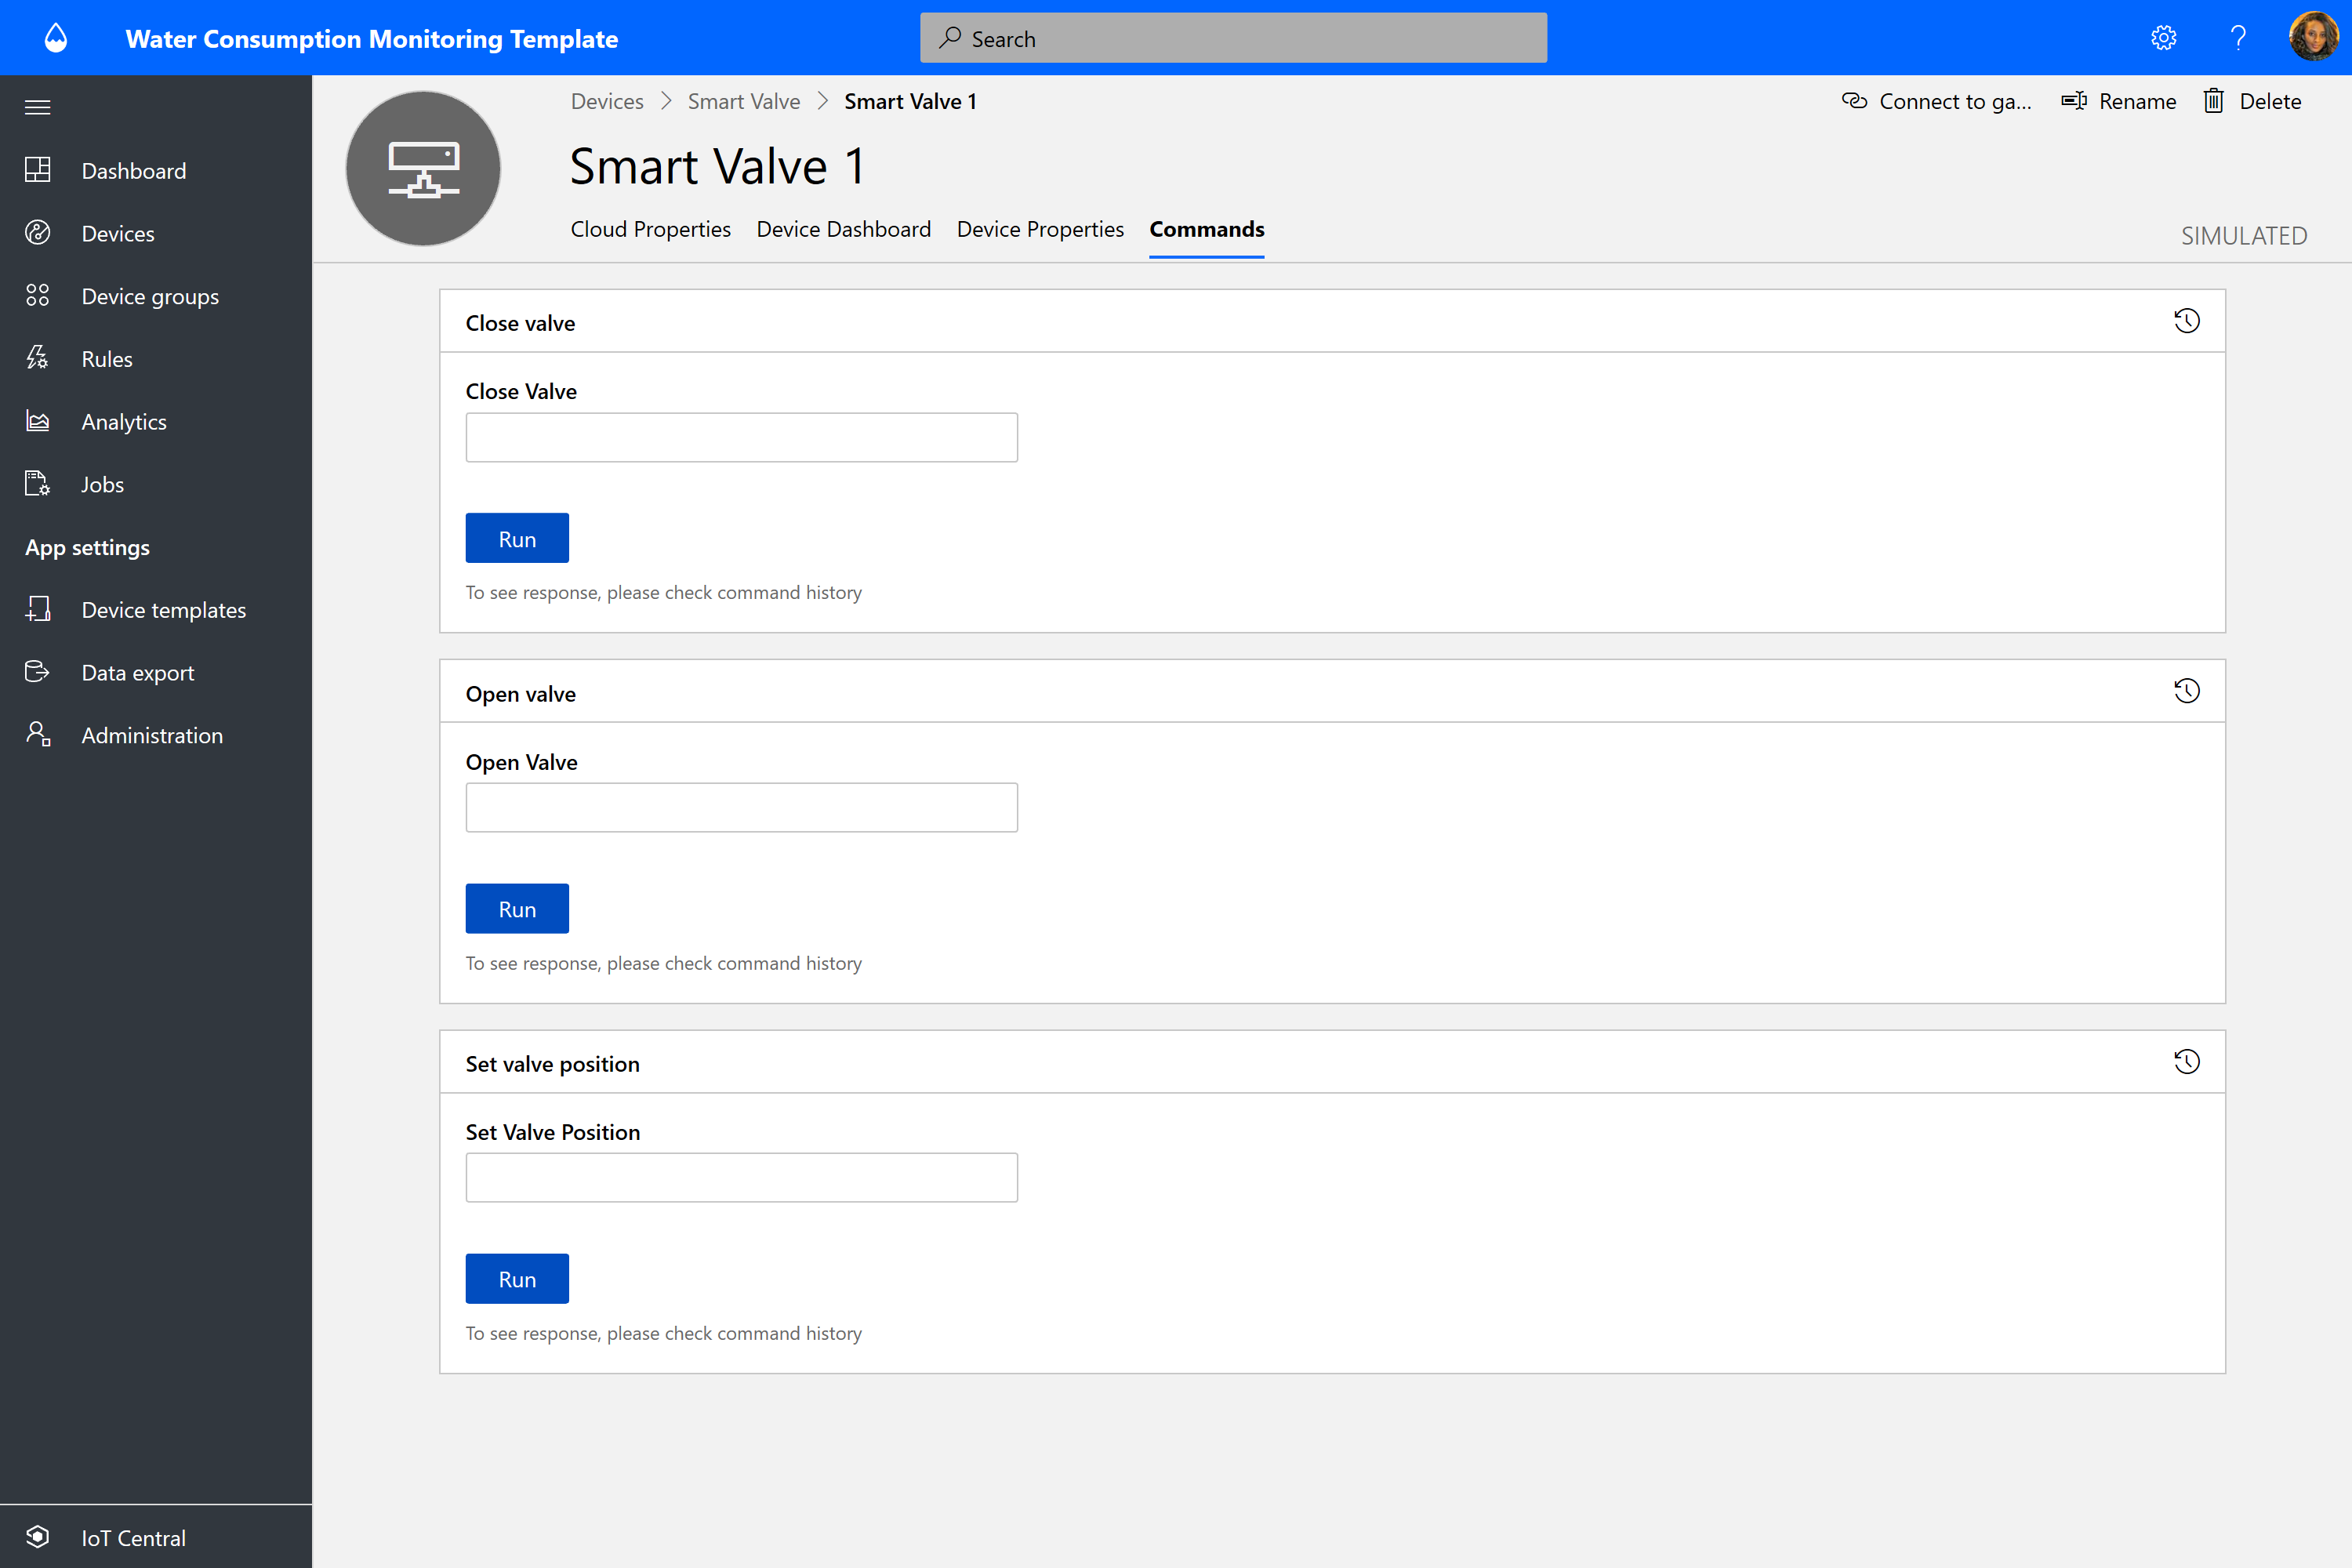 Water Consumption Monitoring Template
Search
Dashboard
Devices
Device groups
Rules
Analytics
Jobs
App settings
Device templates
Data export
Administration
IoT Central
Devices > Smart Valve > Smart Valve 1
Connect to ga... Rename Delete
Smart Valve 1
Cloud Properties Device Dashboard Device Properties Commands
SIMULATED
Close valve
Close Valve
Run
To see response, please check command history
Open valve
Open Valve
Run
To see response, please check command history
Set valve position
Set Valve Position
Run
To see response, please check command history